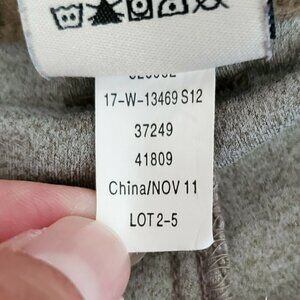 17-W-13469 S12
37249
41809
China/NOV 11
LOT 2-5